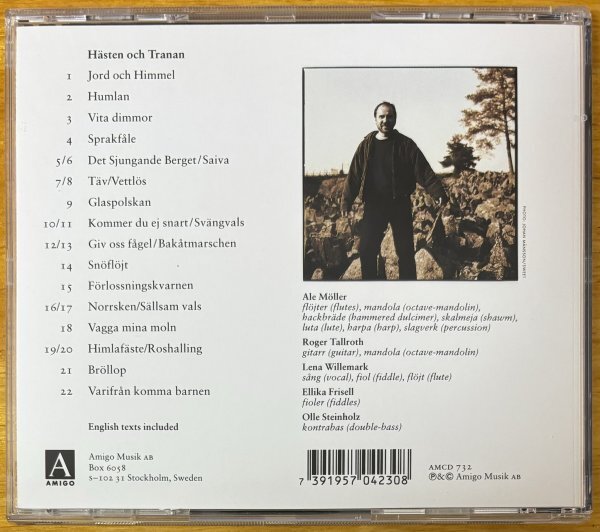 Hästen och Tranan
1 Jord och Himmel
2 Humlan
3 Vita dimmor
4 Sprakfåle
5/6 Det Sjungande Berget/Saiva
7/8 Täv/Vettlös
9 Glaspolskan
10/11 Kommer du ej snart/Svängvals
12/13 Giv oss fågel/Bakåtmarschen
14 Snöflöjt
15 Förlossningskvarnen
16/17 Norrsken/Sällsam vals
18 Vagga mina moln
19/20 Himlafäste/Roshalling
21 Bröllop
22 Varifrån komma barnen
English texts included
A
AMIGO
Amigo Musik AB
Box 6058
S–102 31 Stockholm, Sweden
PHOTO: JOHAN
Ale Möller
flöjter (flutes), mandola (octave-mandolin),
hackbräde (hammered dulcimer), skalmeja (shawm),
luta (lute), harpa (harp), slagverk (percussion)
Roger Tallroth
gitarr (guitar), mandola (octave-mandolin)
Lena Willemark
sång (vocal), fiol (fiddle), flöjt (flute)
Ellika Frisell
fioler (fiddles)
Olle Steinholz
kontrabas (double-bass)
7 391957 042308
AMCD 732
℗&© Amigo Musik AB